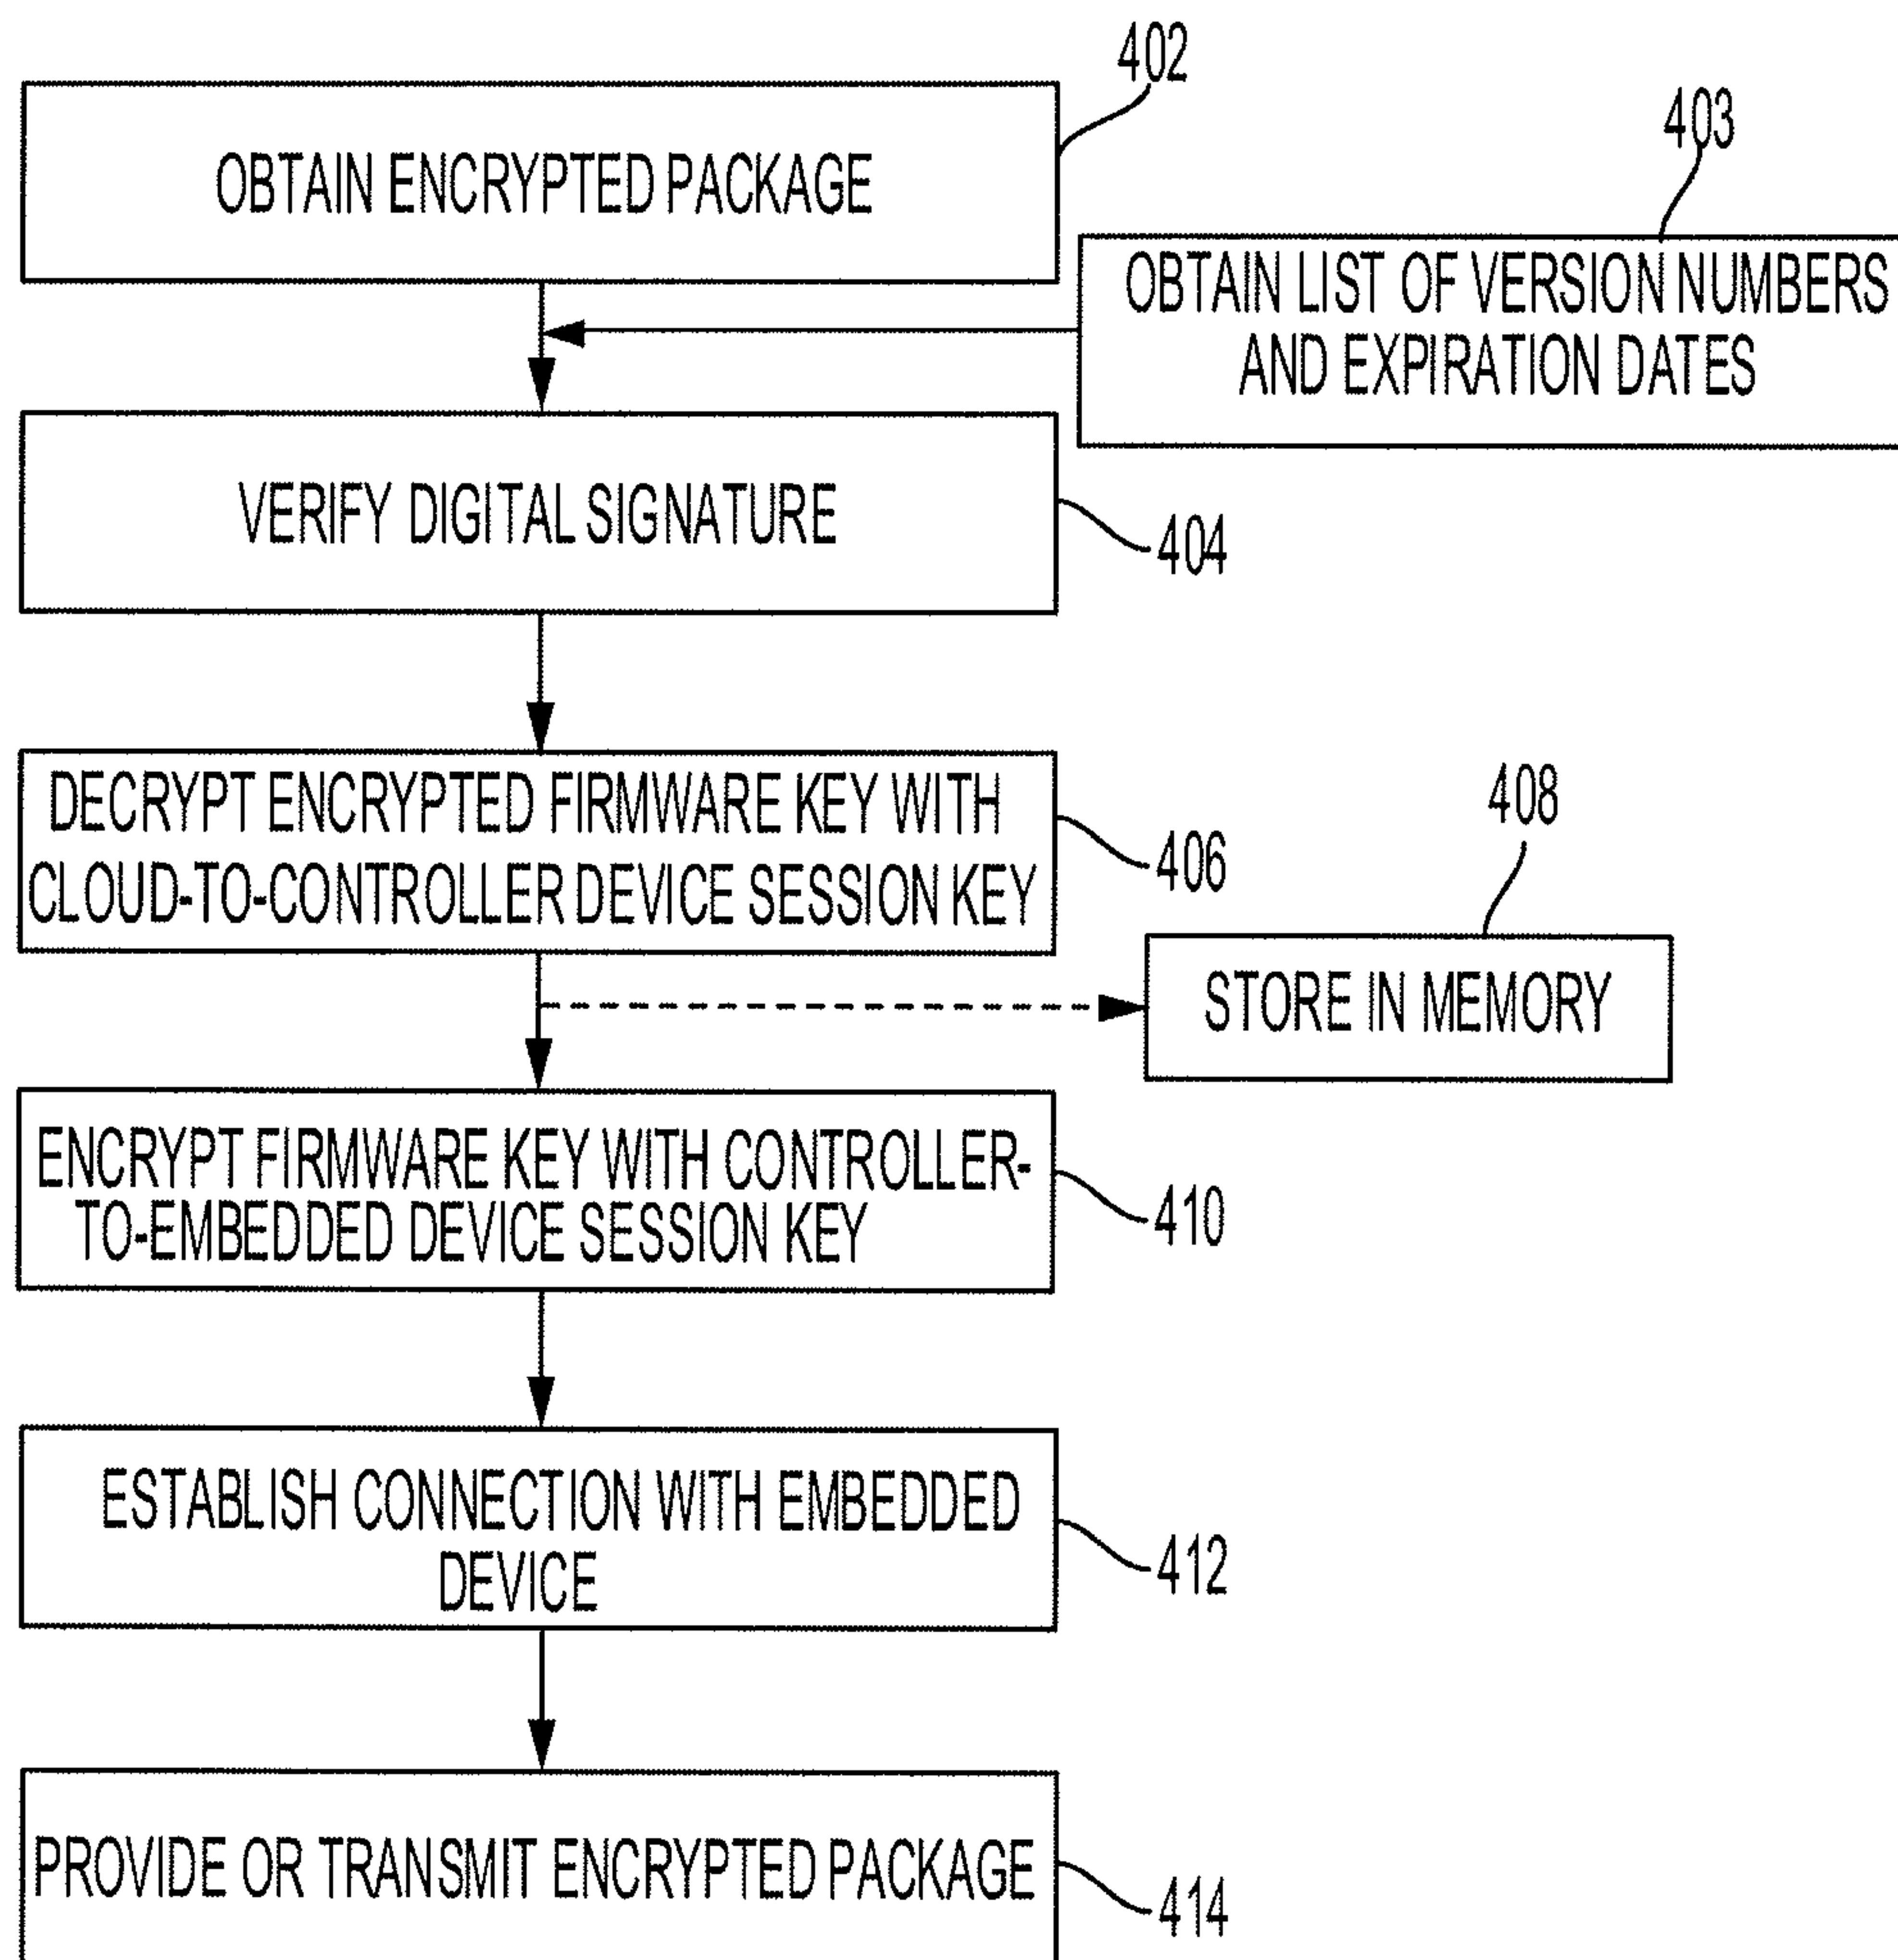 402
OBTAIN ENCRYPTED PACKAGE
403
OBTAIN LIST OF VERSION NUMBERS
AND EXPIRATION DATES
VERIFY DIGITAL SIGNATURE
404
DECRYPT ENCRYPTED FIRMWARE KEY WITH
CLOUD-TO-CONTROLLER DEVICE SESSION KEY
406
408
STORE IN MEMORY
ENCRYPT FIRMWARE KEY WITH CONTROLLER-
TO-EMBEDDED DEVICE SESSION KEY
410
ESTABLISH CONNECTION WITH EMBEDDED
DEVICE
412
PROVIDE OR TRANSMIT ENCRYPTED PACKAGE
414